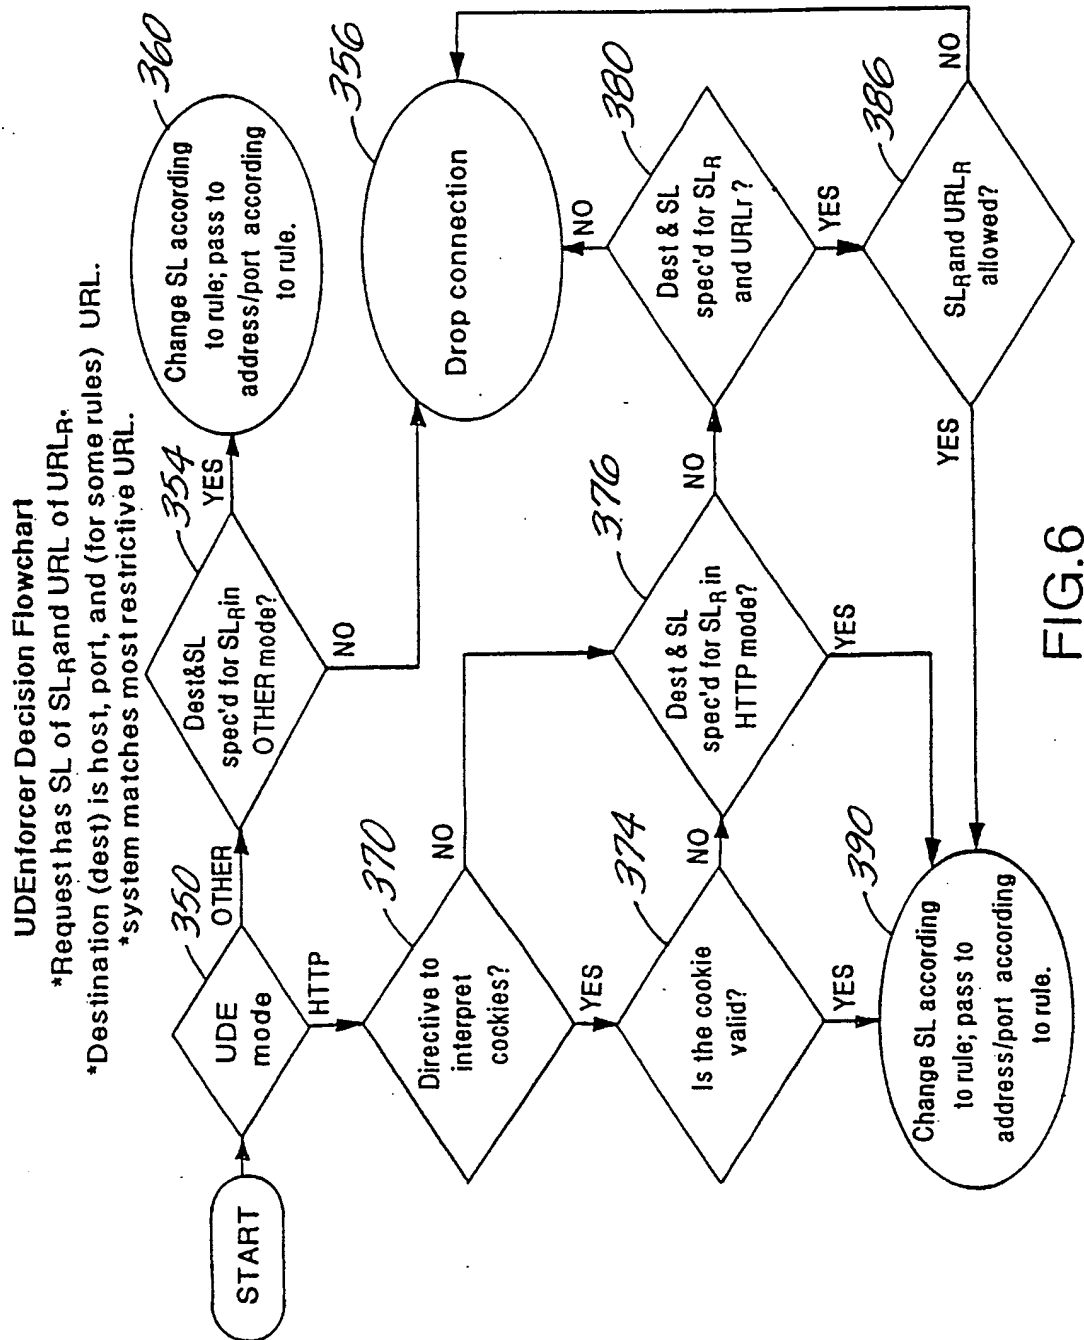 UDEnforcer Decision Flowchart
*Request has SL of SLR and URL of URLR.
*Destination (dest) is host, port, and (for some rules) URL.
*system matches most restrictive URL.
START
350
UDE
mode
OTHER
HTTP
354
Dest&SL
spec'd for SLR in
OTHER mode?
YES
NO
360
Change SL according
to rule; pass to
address/port according
to rule.
356
Drop connection
370
Directive to
interpret
cockies?
NO
YES
374
Is the cookie
valid?
NO
YES
376
Dest & SL
spec'd for SLR in
HTTP mode?
NO
YES
380
Dest & SL
spec'd for SLR
and URLr?
NO
YES
386
SLR and URLR
allowed?
NO
YES
390
Change SL according
to rule; pass to
address/port according
to rule.
FIG.6